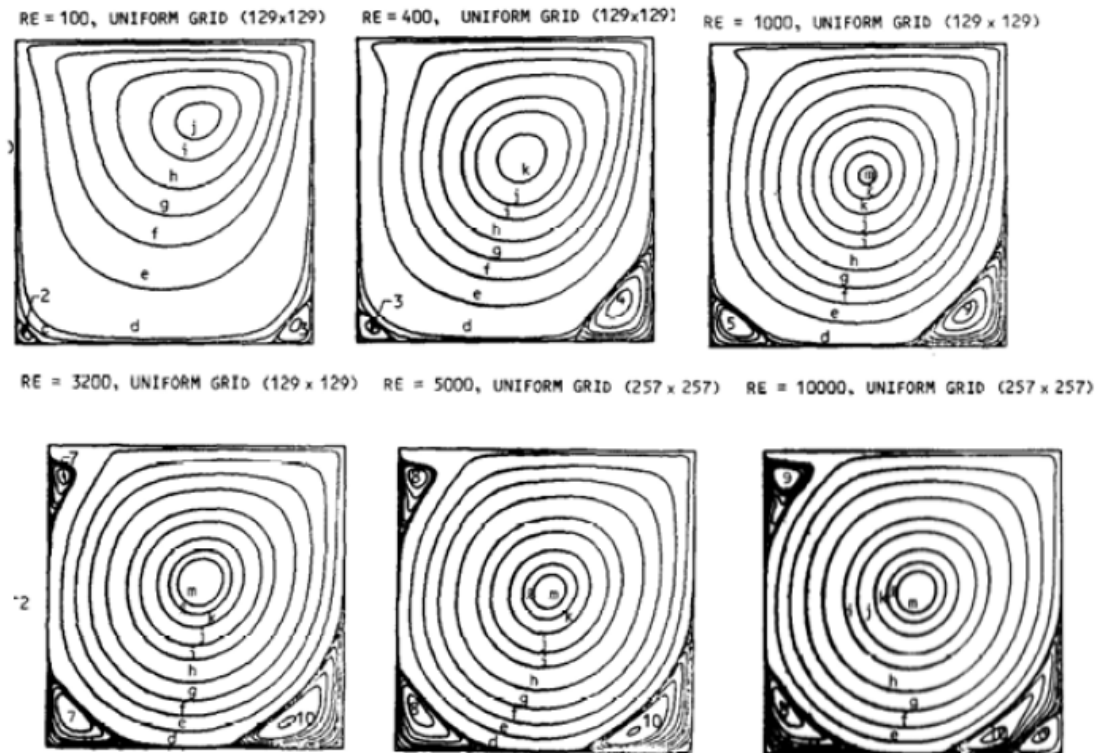 RE = 100, UNIFORM GRID (129x129)
RE = 400, UNIFORM GRID (129x129)
RE = 1000, UNIFORM GRID (129 x 129)
j
i
h
g
f
e
d
c
2
3
k
j
i
h
g
f
e
d
3
4
m
l
k
j
i
h
g
f
e
d
5
RE = 3200, UNIFORM GRID (129 x 129)
RE = 5000, UNIFORM GRID (257 x 257)
RE = 10000, UNIFORM GRID (257 x 257)
7
m
k
j
i
h
g
f
e
d
7
10
2
8
m
k
j
i
h
g
f
e
d
8
10
9
k
j
i
m
h
g
f
e